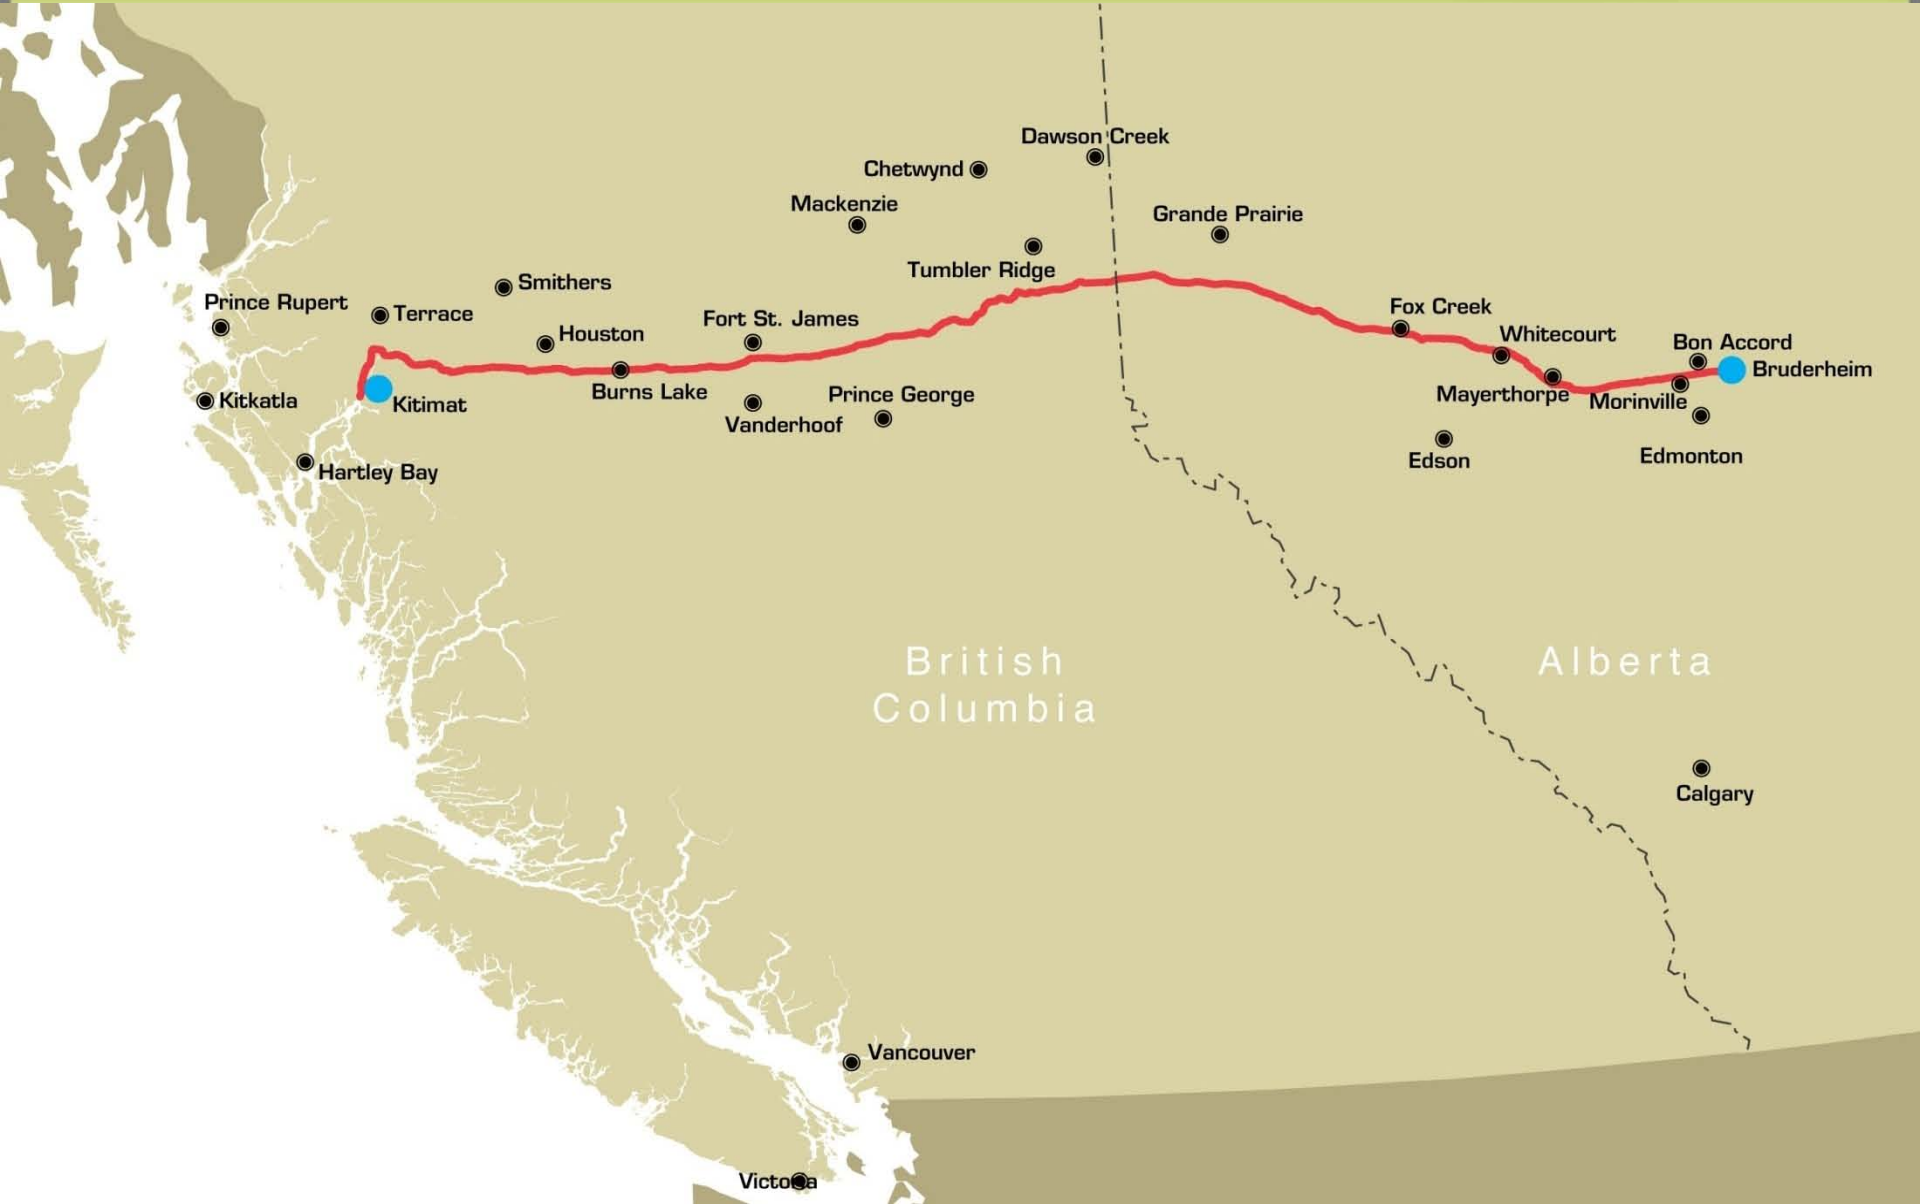 Dawson Creek
Chetwynd
Mackenzie
Grande Prairie
Tumbler Ridge
Smithers
Prince Rupert
Terrace
Fort St. James
Houston
Fox Creek
Whitecourt
Bon Accord
Bruderheim
Kitkatla
Kitimat
Burns Lake
Prince George
Vanderhoof
Mayerthorpe
Morinville
Hartley Bay
Edson
Edmonton
British
Columbia
Alberta
Calgary
Vancouver
Victoria